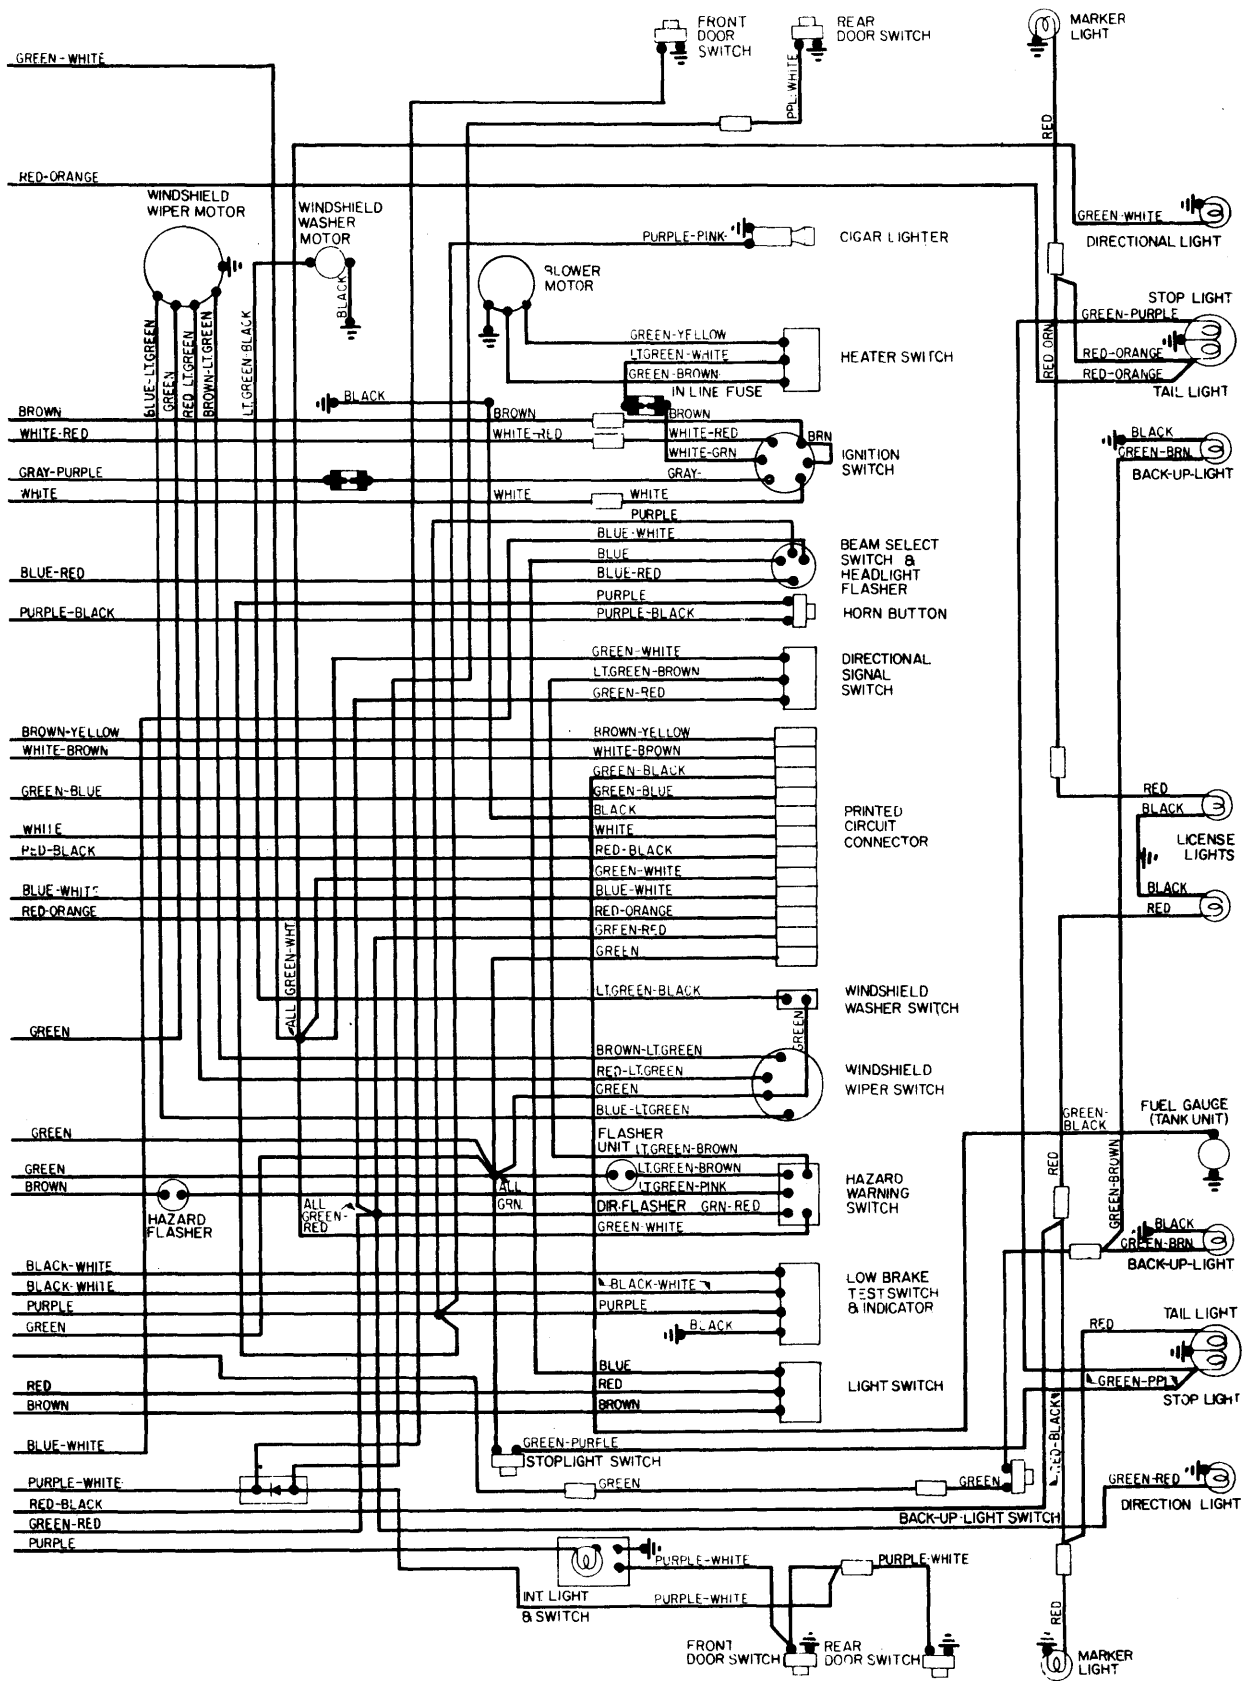 FRONT
DOOR
SWITCH
REAR
DOOR SWITCH
MARKER
LIGHT
GREEN-WHITE
PPL-WHITE
RED
RED-ORANGE
WINDSHIELD
WIPER MOTOR
WINDSHIELD
WASHER
MOTOR
GREEN-WHITE
DIRECTIONAL LIGHT
PURPLE-PINK
CIGAR LIGHTER
BLOWER
MOTOR
BLACK
STOP LIGHT
GREEN-PURPLE
RED-ORANGE
RED-ORANGE
TAIL LIGHT
RED ORN
BLUE-LT.GREEN
GREEN
RED LT.GREEN
BROWN-LT.GREEN
LT.GREEN-BLACK
GREEN-YELLOW
LT.GREEN-WHITE
GREEN-BROWN
HEATER SWITCH
IN LINE FUSE
BLACK
BROWN
BROWN
BROWN
BRN
WHITE-RED
WHITE-RED
WHITE-RED
WHITE-GRN
IGNITION
SWITCH
GRAY-PURPLE
GRAY-
WHITE
WHITE
WHITE
BLACK
GREEN-BRN
BACK-UP-LIGHT
PURPLE
BLUE-WHITE
BLUE
BLUE-RED
BLUE-RED
BEAM SELECT
SWITCH &
HEADLIGHT
FLASHER
PURPLE
PURPLE-BLACK
PURPLE-BLACK
HORN BUTTON
GREEN-WHITE
LT.GREEN-BROWN
GREEN-RED
DIRECTIONAL
SIGNAL
SWITCH
BROWN-YELLOW
BROWN-YELLOW
WHITE-BROWN
WHITE-BROWN
GREEN-BLACK
GREEN-BLUE
GREEN-BLUE
BLACK
WHITE
WHITE
RED-BLACK
RED-BLACK
GREEN-WHITE
BLUE-WHITE
BLUE-WHITE
RED-ORANGE
RED-ORANGE
GREEN-RED
GREEN
PRINTED
CIRCUIT
CONNECTOR
RED
BLACK
LICENSE
LIGHTS
BLACK
RED
ALL GREEN-WHT
LT.GREEN-BLACK
WINDSHIELD
WASHER SWITCH
GREEN
GREEN
BROWN-LT.GREEN
RED-LT.GREEN
GREEN
BLUE-LT.GREEN
WINDSHIELD
WIPER SWITCH
GREEN-
BLACK
FUEL GAUGE
(TANK UNIT)
GREEN
GREEN
BROWN
HAZARD
FLASHER
ALL
GREEN-
RED
ALL
GRN.
FLASHER
UNIT
LT.GREEN-BROWN
LT.GREEN-BROWN
LT.GREEN-PINK
DIR.FLASHER
GRN-RED
GREEN-WHITE
HAZARD
WARNING
SWITCH
RED
GREEN-BROWN
BLACK
GREEN-BRN
BACK-UP-LIGHT
BLACK-WHITE
BLACK-WHITE
BLACK-WHITE
PURPLE
PURPLE
GREEN
BLACK
LOW BRAKE
TEST SWITCH
& INDICATOR
TAIL LIGHT
RED
GREEN-PPL
STOP LIGHT
BLUE
RED
RED
BROWN
BROWN
LIGHT SWITCH
BLUE-WHITE
GREEN-PURPLE
STOPLIGHT SWITCH
RED-BLACK
PURPLE-WHITE
GREEN
GREEN
GREEN-RED
DIRECTION LIGHT
RED-BLACK
BACK-UP-LIGHT SWITCH
GREEN-RED
PURPLE
PURPLE-WHITE
PURPLE-WHITE
INT. LIGHT
& SWITCH
PURPLE-WHITE
RED
FRONT
DOOR SWITCH
REAR
DOOR SWITCH
MARKER
LIGHT